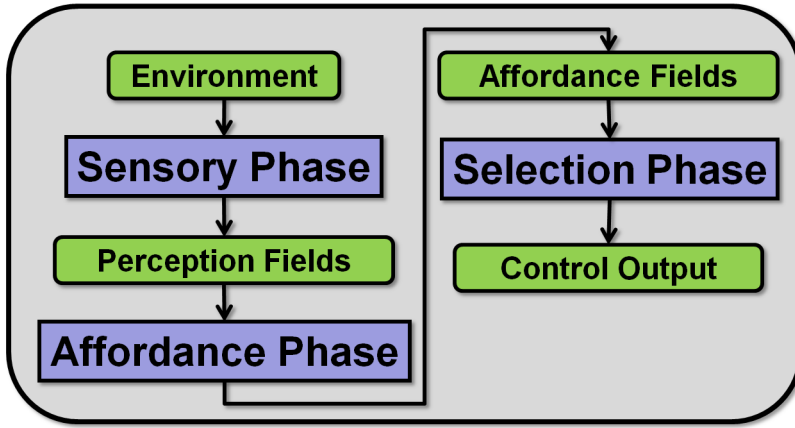 Environment
Sensory Phase
Perception Fields
Affordance Phase
Affordance Fields
Selection Phase
Control Output